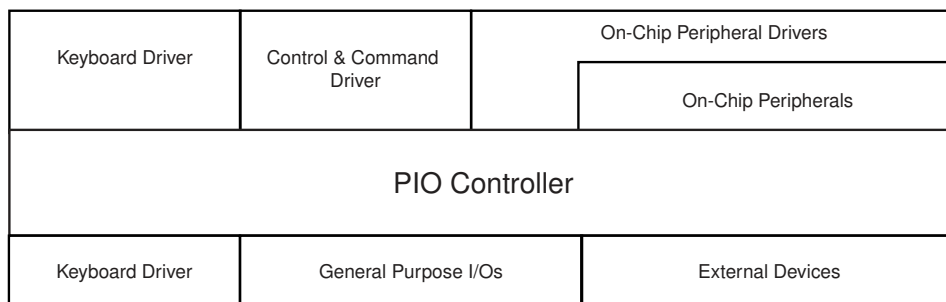 Keyboard Driver
Control & Command
Driver
On-Chip Peripheral Drivers
On-Chip Peripherals
PIO Controller
Keyboard Driver
General Purpose I/Os
External Devices